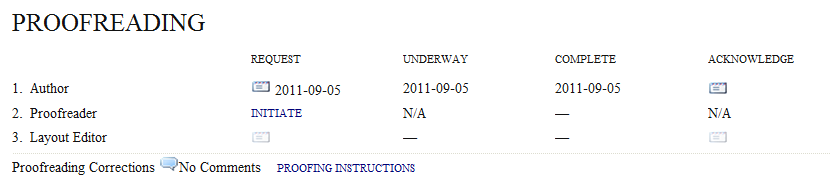 PROOFREADING
REQUEST UNDERWAY COMPLETE ACKNOWLEDGE
1. Author 2011-09-05 2011-09-05 2011-09-05
2. Proofreader INITIATE N/A — N/A
3. Layout Editor — —
Proofreading Corrections No Comments PROOFING INSTRUCTIONS